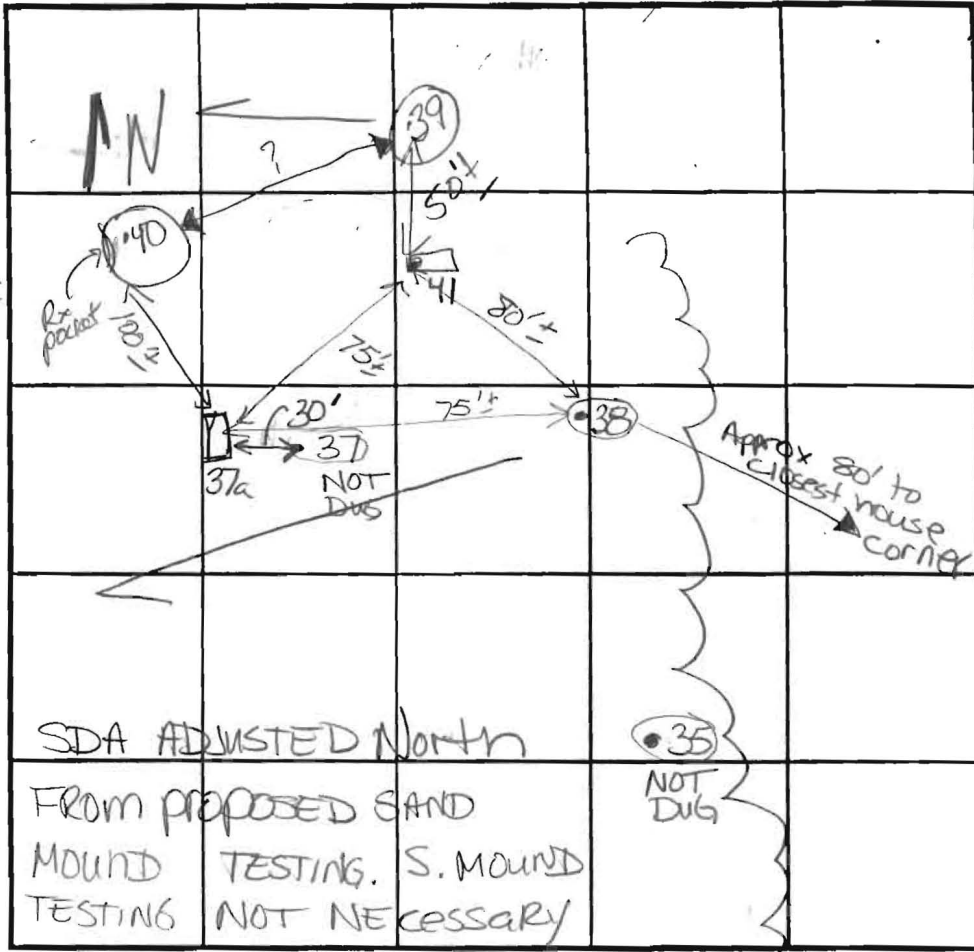 N
39
?
50'±
.40
Rx
pocket
100'±
41
80'±
75'±
30'
75'±
38
37
NOT
DUG
37a
Approx 80' to
closest house
corner
SDA ADJUSTED North
35
NOT
DUG
FROM PROPOSED SAND
MOUND TESTING. S. MOUND
TESTING NOT NECESSARY